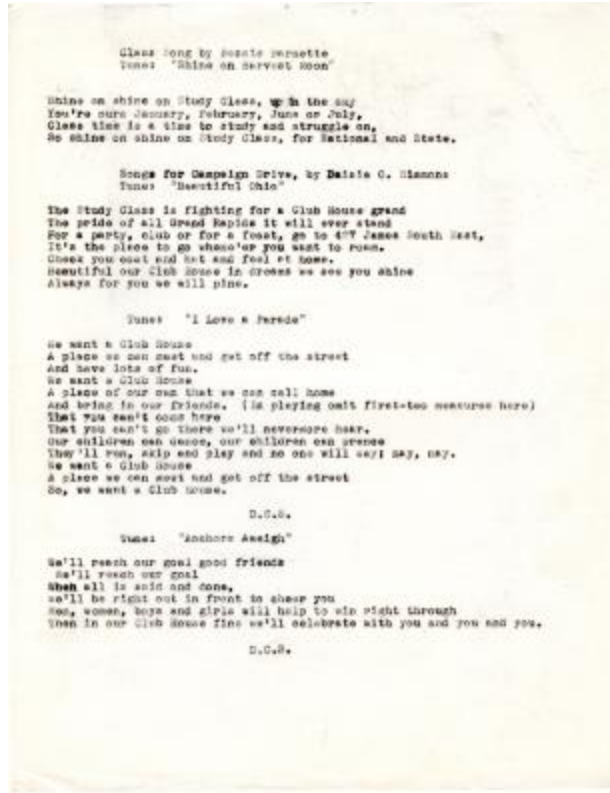 Class Song by Bessie Burnette
Tune: "Shine on Harvest Moon"
Shine on shine on Study Class, up in the sky
You're ours January, February, June or July,
Class time is a time to study and struggle on,
So shine on shine on Study Class, for National and State.
Songs for Campaign Drive, by Daisie C. Simmons
Tune: "Beautiful Ohio"
The Study Class is fighting for a Club House grand
The pride of all Grand Rapids it will ever stand
For a party, club or for a feast, go to 427 James South East,
It's the place to go whene'er you want to roam.
Check you coat and hat and feel at home.
Beautiful our Club House in dreams we see you shine
Always for you we will pine.
Tune: "I Love a Parade"
We want a Club House
A place we can meet and get off the street
And have lots of fun.
We want a Club House
A place of our own that we can call home
And bring in our friends. (In playing omit first-two measures here)
That you can't come here
That you can't go there we'll nevermore hear.
Our children can dance, our children can prance
They'll run, skip and play and no one will say; nay, nay.
We want a Club House
A place we can meet and get off the street
So, we want a Club House.
D.C.S.
Tune: "Anchors Aweigh"
We'll reach our goal good friends
We'll reach our goal
When all is said and done,
We'll be right out in front to cheer you
Men, women, boys and girls will help to win right through
Then in our Club House fine we'll celebrate with you and you and you.
D.C.S.